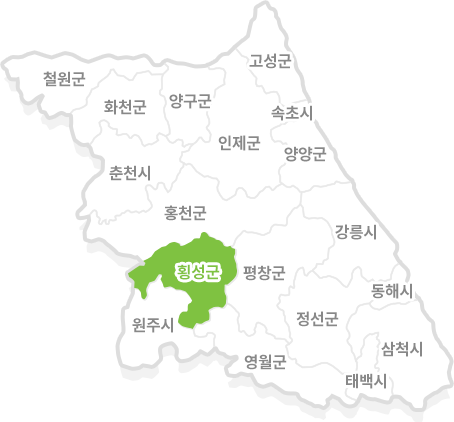 고성군
철원군
양구군
화천군
속초시
인제군
양양군
춘천시
홍천군
강릉시
횡성군
평창군
동해시
정선군
원주시
삼척시
영월군
태백시